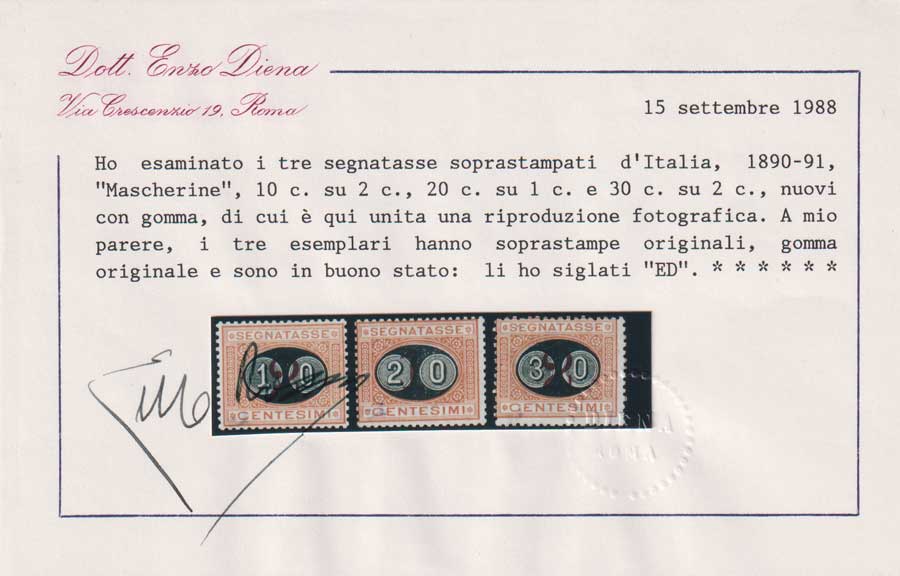 Dott. Enzo Diena
Via Crescenzio 19, Roma
15 settembre 1988
Ho esaminato i tre segnatasse soprastampati d'Italia, 1890-91,
"Mascherine", 10 c. su 2 c., 20 c. su 1 c. e 30 c. su 2 c., nuovi
con gomma, di cui è qui unita una riproduzione fotografica. A mio
parere, i tre esemplari hanno soprastampe originali, gomma
originale e sono in buono stato: li ho siglati "ED". * * * * * *
SEGNATASSE SEGNATASSE SEGNATASSE
10 20 30
CENTESIMI CENTESIMI CENTESIMI